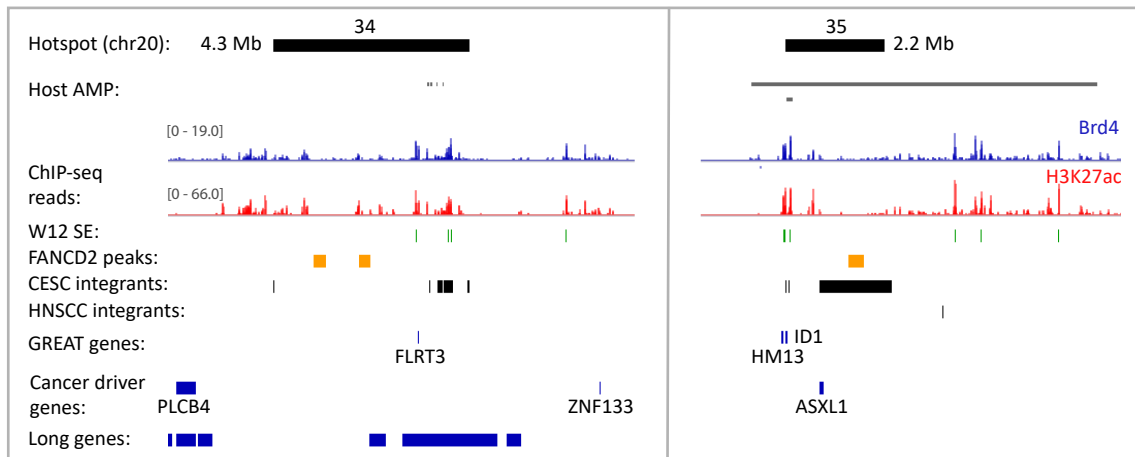 34
35
Hotspot (chr20):
4.3 Mb
2.2 Mb
Host AMP:
[0 - 19.0]
Brd4
ChIP-seq
reads:
[0 - 66.0]
H3K27ac
W12 SE:
FANCD2 peaks:
CESC integrants:
HNSCC integrants:
GREAT genes:
ID1
FLRT3
HM13
Cancer driver
genes:
PLCB4
ZNF133
ASXL1
Long genes: